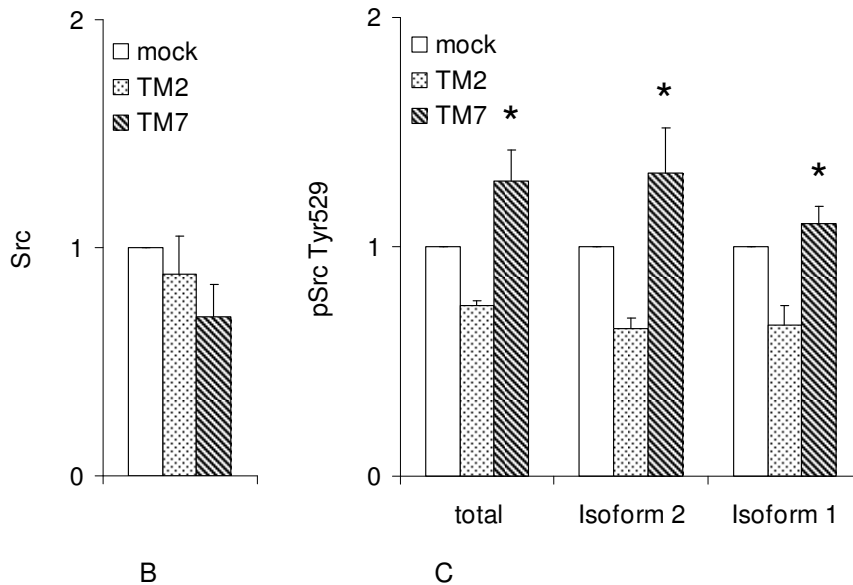 2
mock
TM2
TM7
Src
1
0
B
2
mock
TM2
TM7
*
*
*
pSrc Tyr529
1
0
total
Isoform 2
Isoform 1
C